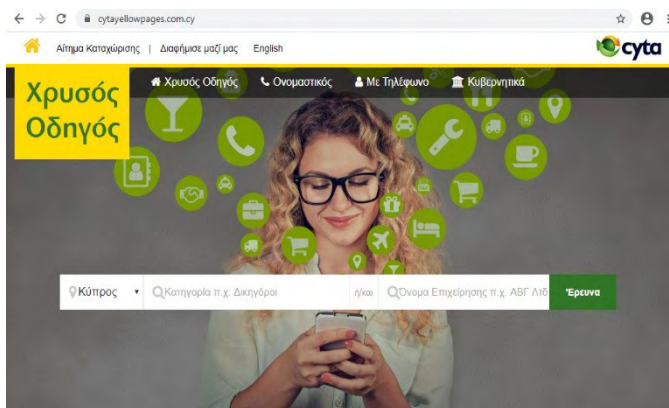 cytayellowpages.com.cy
Αίτημα Καταχώρισης | Διαφήμισε μαζί μας English
cyta
Χρυσός Οδηγός
Χρυσός Οδηγός Ονομαστικός Με Τηλέφωνο Κυβερνητικά
Κύπρος Κατηγορία π.χ. Δικηγόροι ή/και Όνομα Επιχείρησης π.χ. ΑΒΓ Λτδ Έρευνα